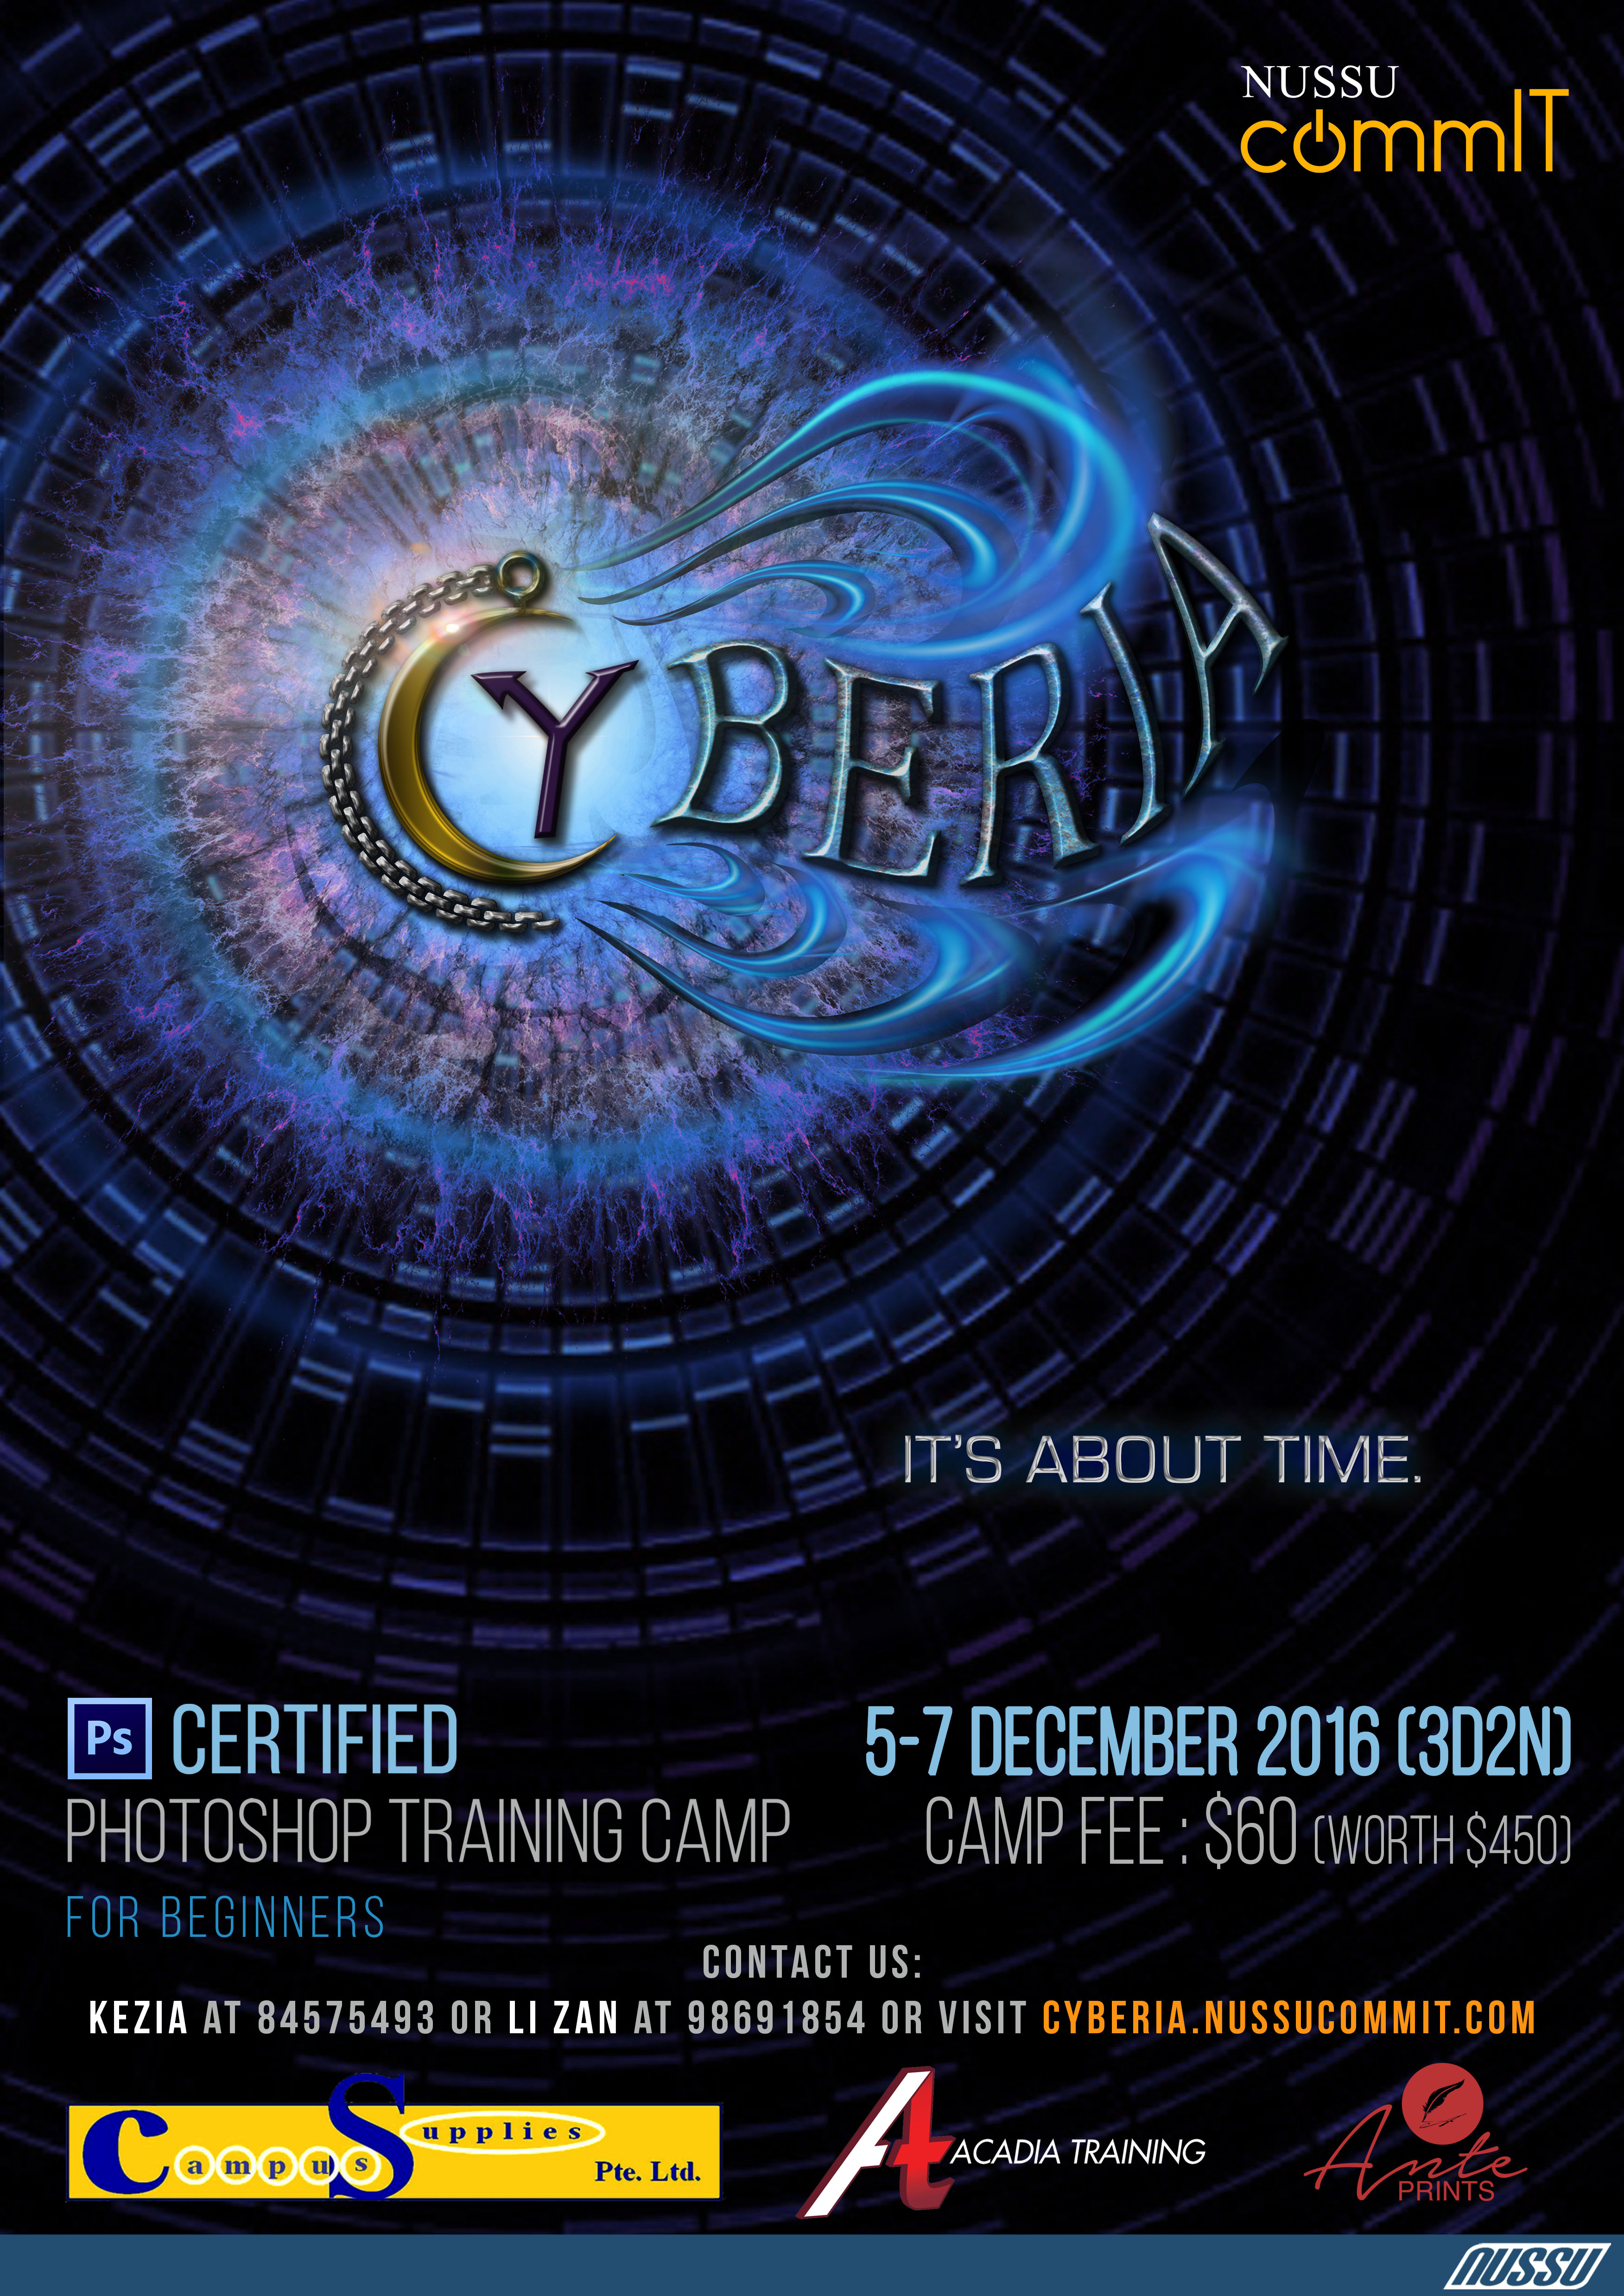 NUSSU
commIT
CYBERIA
IT'S ABOUT TIME.
Ps CERTIFIED
PHOTOSHOP TRAINING CAMP
FOR BEGINNERS
5-7 DECEMBER 2016 (3D2N)
CAMP FEE : $60 (WORTH $450)
CONTACT US:
KEZIA AT 84575493 OR LI ZAN AT 98691854 OR VISIT CYBERIA.NUSSUCOMMIT.COM
Campus Supplies
Pte. Ltd.
At ACADIA TRAINING
Ante
PRINTS
NUSSU